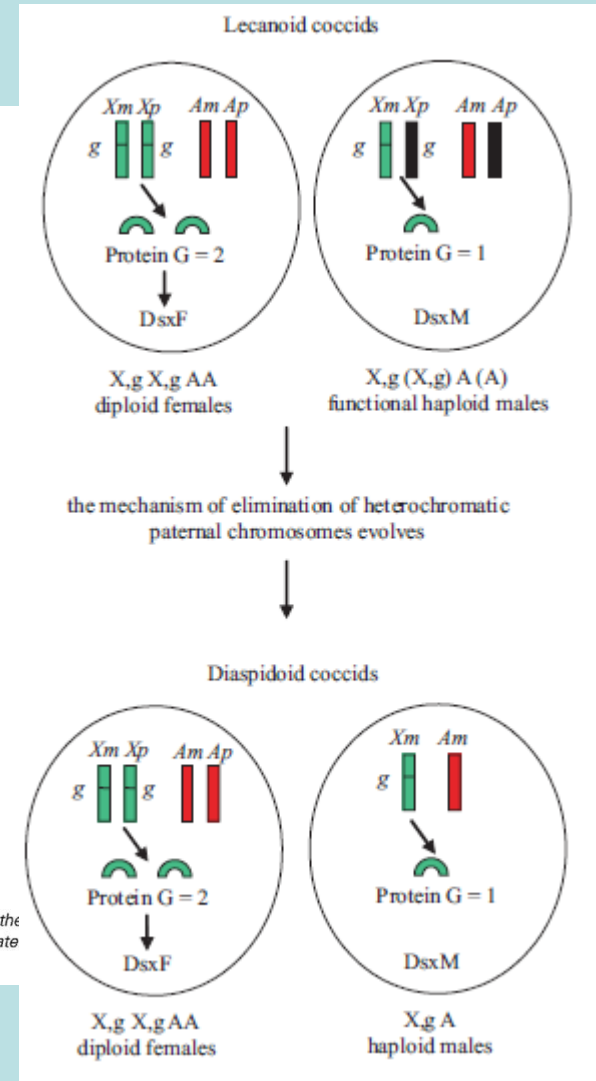 Lecanoid coccids
Xm Xp Am Ap
g g
Protein G = 2
DsxF
X,g X,g AA
diploid females
Xm Xp Am Ap
g g
Protein G = 1
DsxM
X,g (X,g) A (A)
functional haploid males
the mechanism of elimination of heterochromatic
paternal chromosomes evolves
Diaspidoid coccids
Xm Xp Am Ap
g g
Protein G = 2
DsxF
X,g X,g AA
diploid females
Xm Am
g
Protein G = 1
DsxM
X,g A
haploid males
the
ate